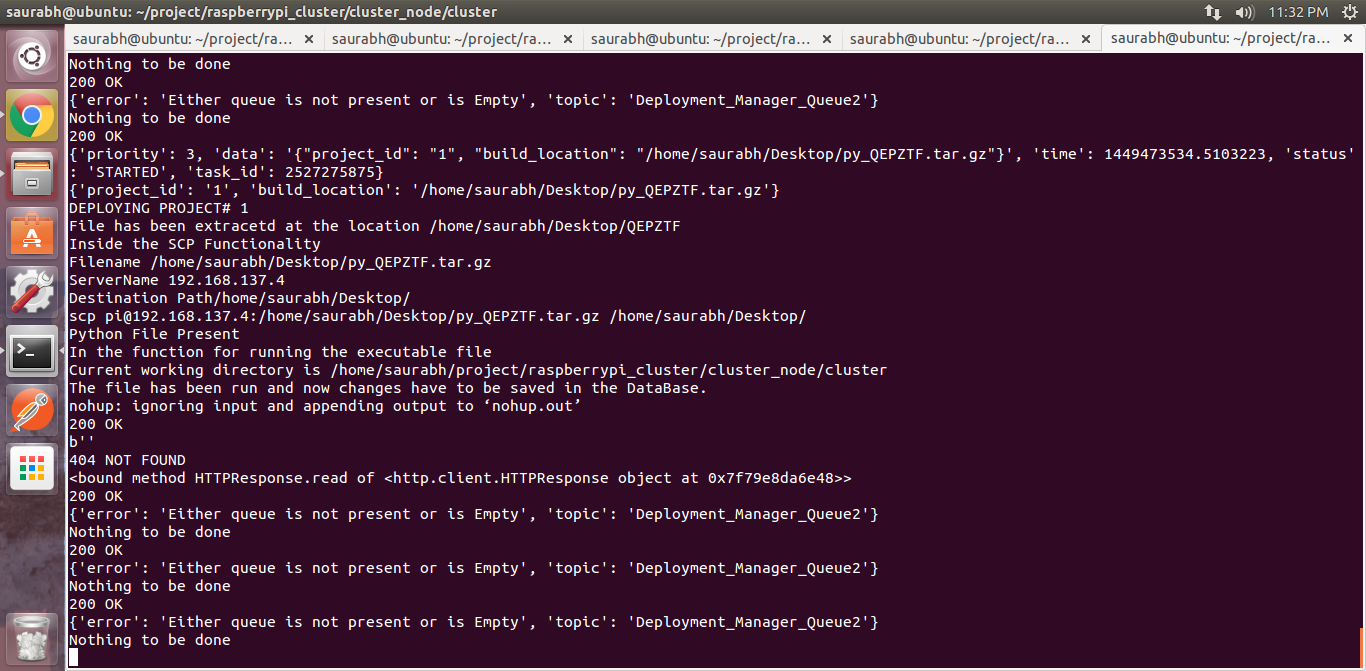 saurabh@ubuntu: ~/project/raspberrypi_cluster/cluster_node/cluster
11:32 PM
saurabh@ubuntu: ~/project/ra... × saurabh@ubuntu: ~/project/ra... × saurabh@ubuntu: ~/project/ra... × saurabh@ubuntu: ~/project/ra... × saurabh@ubuntu: ~/project/ra... ×
Nothing to be done
200 OK
{'error': 'Either queue is not present or is Empty', 'topic': 'Deployment_Manager_Queue2'}
Nothing to be done
200 OK
{'priority': 3, 'data': '{"project_id": "1", "build_location": "/home/saurabh/Desktop/py_QEPZTF.tar.gz"}', 'time': 1449473534.5103223, 'status'
: 'STARTED', 'task_id': 2527275875}
{'project_id': '1', 'build_location': '/home/saurabh/Desktop/py_QEPZTF.tar.gz'}
DEPLOYING PROJECT# 1
File has been extracetd at the location /home/saurabh/Desktop/QEPZTF
Inside the SCP Functionality
Filename /home/saurabh/Desktop/py_QEPZTF.tar.gz
ServerName 192.168.137.4
Destination Path/home/saurabh/Desktop/
scp pi@192.168.137.4:/home/saurabh/Desktop/py_QEPZTF.tar.gz /home/saurabh/Desktop/
Python File Present
In the function for running the executable file
Current working directory is /home/saurabh/project/raspberrypi_cluster/cluster_node/cluster
The file has been run and now changes have to be saved in the DataBase.
nohup: ignoring input and appending output to ‘nohup.out’
200 OK
b''
404 NOT FOUND
<bound method HTTPResponse.read of <http.client.HTTPResponse object at 0x7f79e8da6e48>>
200 OK
{'error': 'Either queue is not present or is Empty', 'topic': 'Deployment_Manager_Queue2'}
Nothing to be done
200 OK
{'error': 'Either queue is not present or is Empty', 'topic': 'Deployment_Manager_Queue2'}
Nothing to be done
200 OK
{'error': 'Either queue is not present or is Empty', 'topic': 'Deployment_Manager_Queue2'}
Nothing to be done